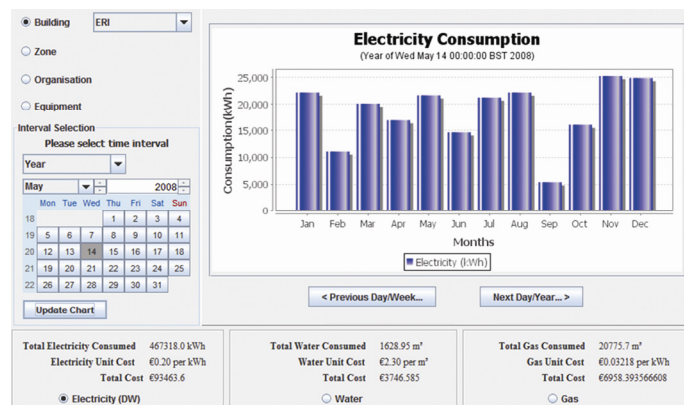 Building ERI
Zone
Organisation
Equipment
Interval Selection
Please select time interval
Year
May 2008
Mon Tue Wed Thu Fri Sat Sun
18 1 2 3 4
19 5 6 7 8 9 10 11
20 12 13 14 15 16 17 18
21 19 20 21 22 23 24 25
22 26 27 28 29 30 31
Update Chart
Electricity Consumption
(Year of Wed May 14 00:00:00 BST 2008)
Consumption(kWh)
25,000
20,000
15,000
10,000
5,000
0
Jan Feb Mar Apr May Jun Jul Aug Sep Oct Nov Dec
Months
Electricity (kWh)
< Previous Day/Week...
Next Day/Year... >
Total Electricity Consumed 467318.0 kWh
Electricity Unit Cost €0.20 per kWh
Total Cost €93463.6
Electricity (DW)
Total Water Consumed 1628.95 m³
Water Unit Cost €2.30 per m³
Total Cost €3746.585
Water
Total Gas Consumed 20775.7 m³
Gas Unit Cost €0.03218 per kWh
Total Cost €6958.393566608
Gas